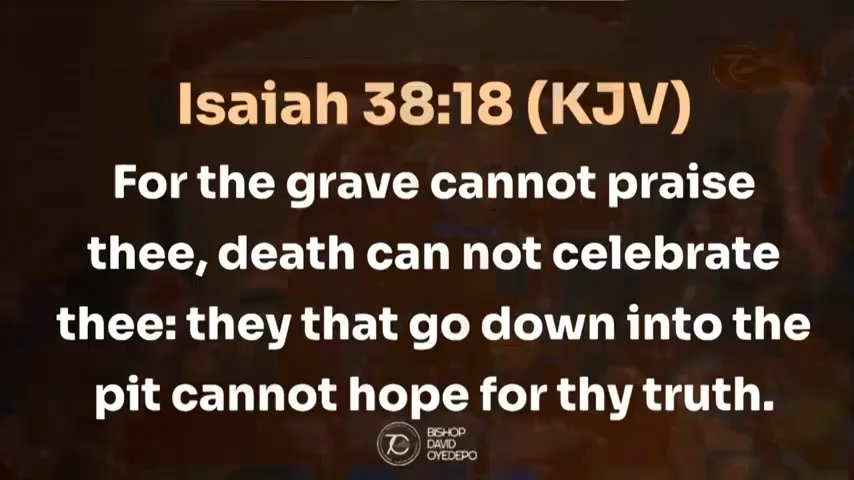 Isaiah 38:18 (KJV)
For the grave cannot praise
thee, death can not celebrate
thee: they that go down into the
pit cannot hope for thy truth.
BISHOP
DAVID
OYEDEPO